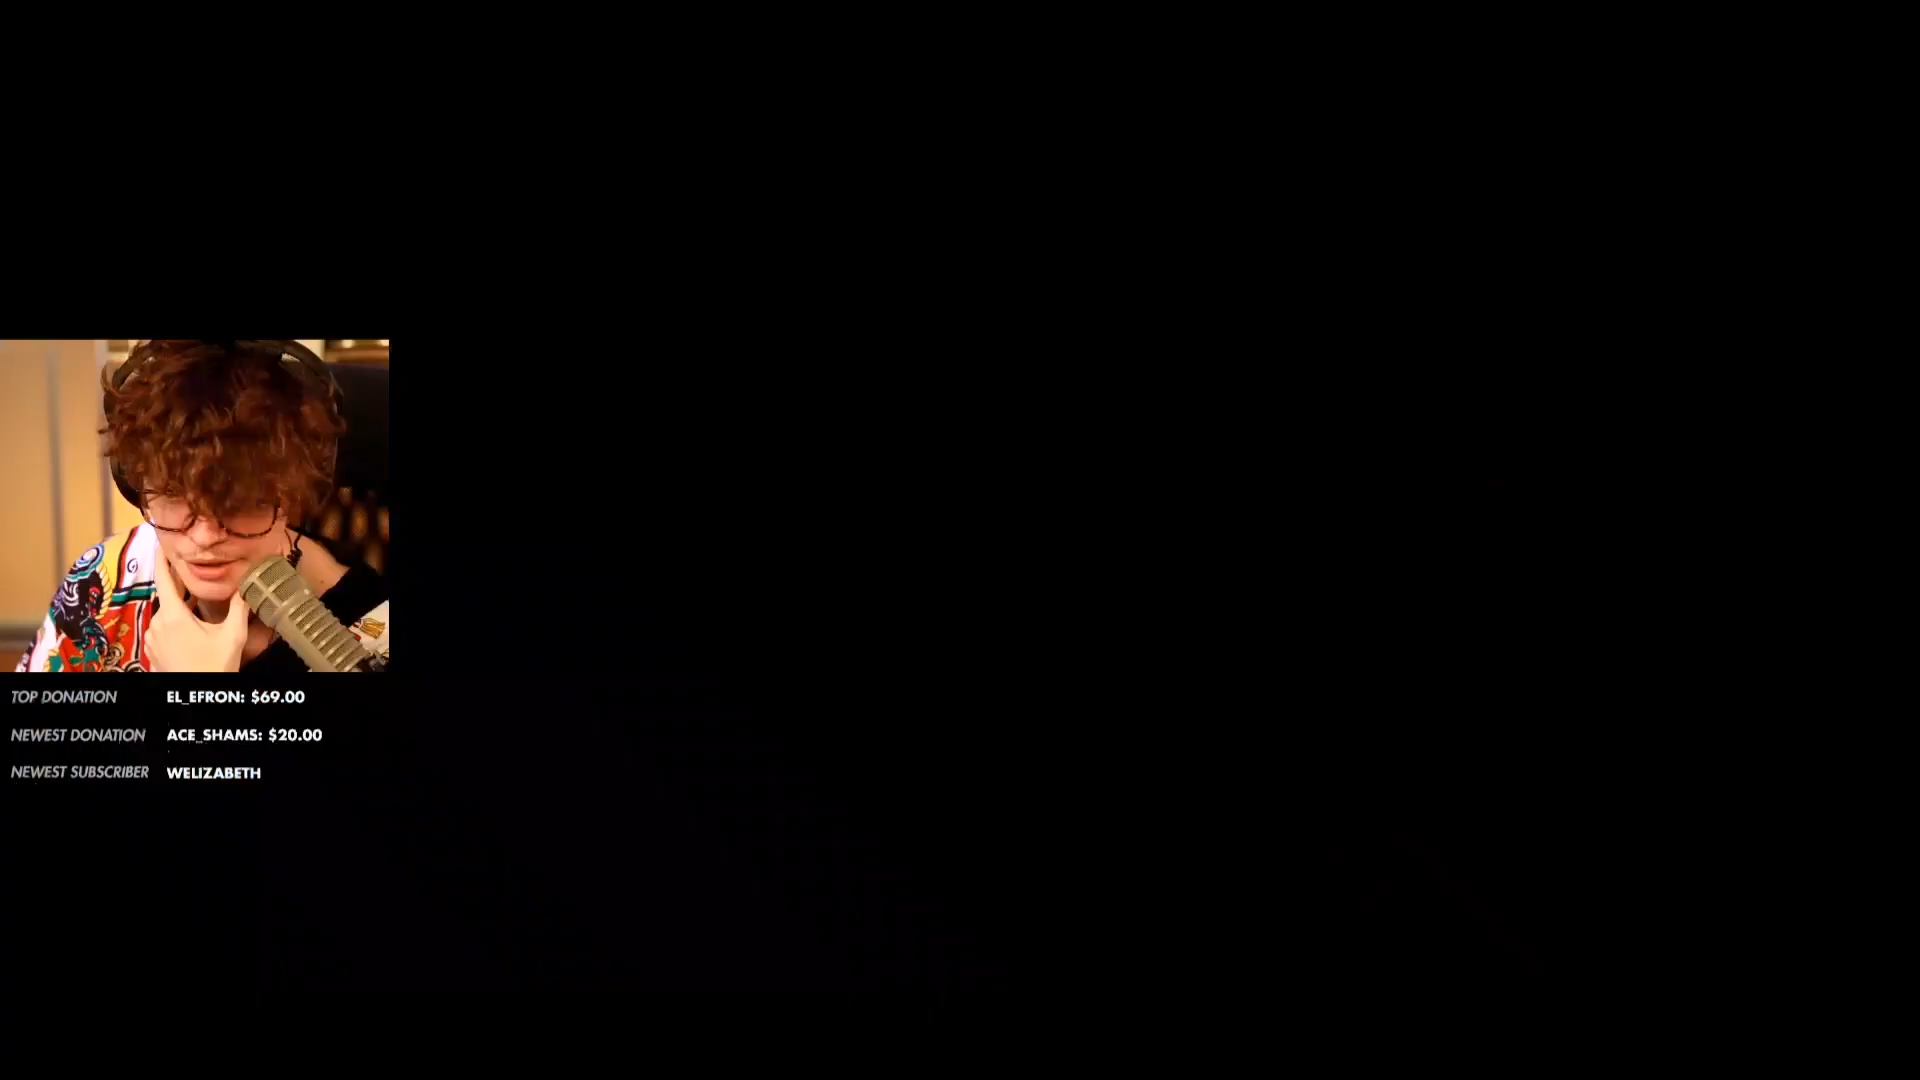 TOP DONATION EL_EFRON: $69.00
NEWEST DONATION ACE_SHAMS: $20.00
NEWEST SUBSCRIBER WELIZABETH